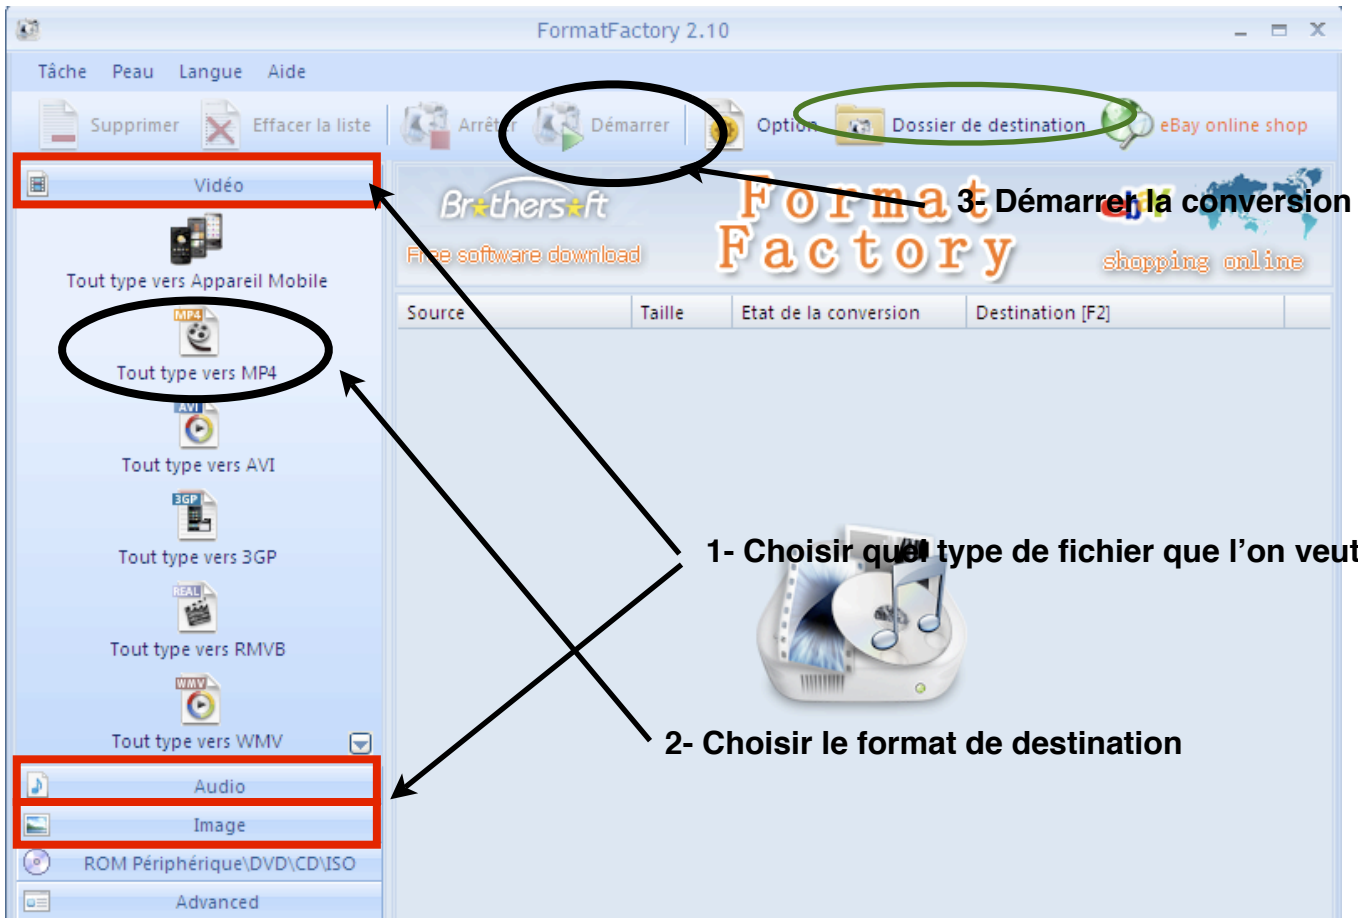 FormatFactory 2.10
Tâche Peau Langue Aide
Supprimer Effacer la liste Arrêter Démarrer Option Dossier de destination eBay online shop
Vidéo
Brothersoft
Free software download
Format
Factory
ebay
shopping online
3- Démarrer la conversion
Tout type vers Appareil Mobile
Source Taille Etat de la conversion Destination [F2]
MP4
Tout type vers MP4
AVI
Tout type vers AVI
3GP
Tout type vers 3GP
1- Choisir quel type de fichier que l’on veut
REAL
Tout type vers RMVB
WMV
Tout type vers WMV
2- Choisir le format de destination
Audio
Image
ROM Périphérique\DVD\CD\ISO
Advanced